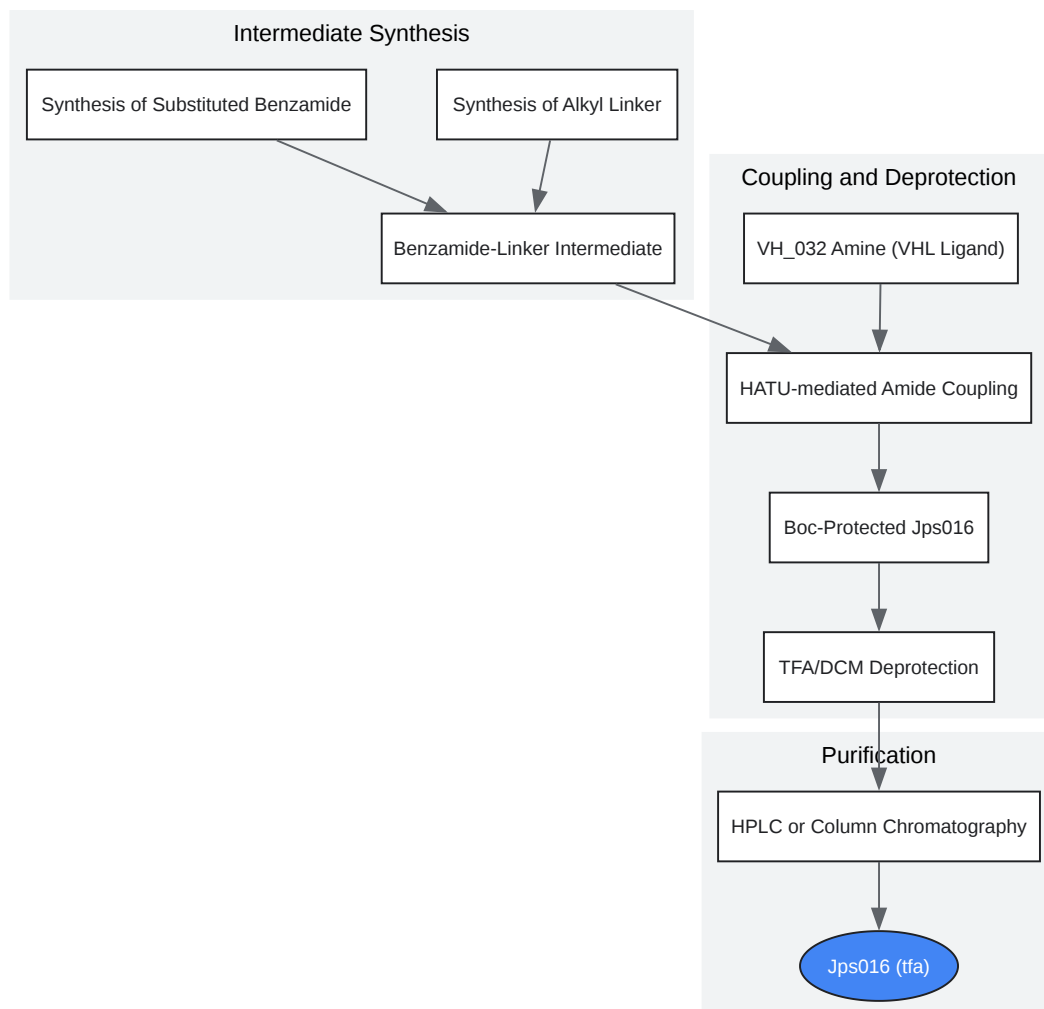 Intermediate Synthesis
Synthesis of Substituted Benzamide
Synthesis of Alkyl Linker
Benzamide-Linker Intermediate
Coupling and Deprotection
VH_032 Amine (VHL Ligand)
HATU-mediated Amide Coupling
Boc-Protected Jps016
TFA/DCM Deprotection
Purification
HPLC or Column Chromatography
Jps016 (tfa)